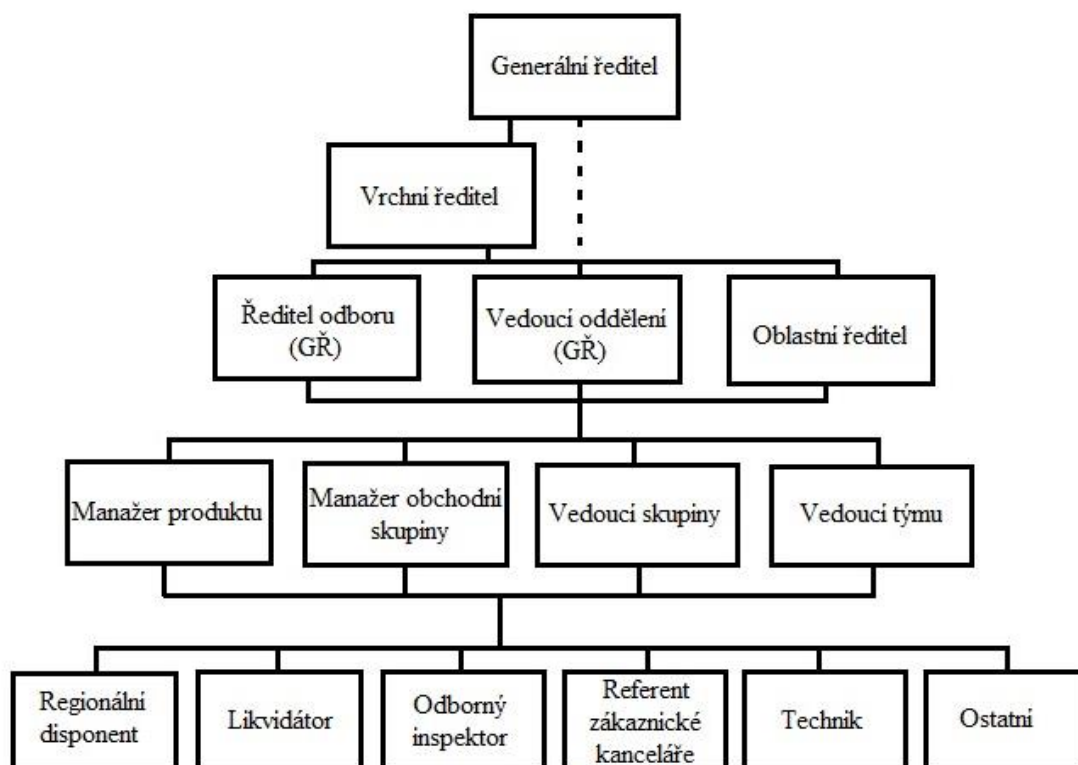 Generální ředitel
Vrchní ředitel
Ředitel odboru
(GŘ)
Vedoucí oddělení
(GŘ)
Oblastní ředitel
Manažer produktu
Manažer obchodní
skupiny
Vedoucí skupiny
Vedoucí týmu
Regionální
disponent
Likvidátor
Odborný
inspektor
Referent
zákaznické
kanceláře
Technik
Ostatní